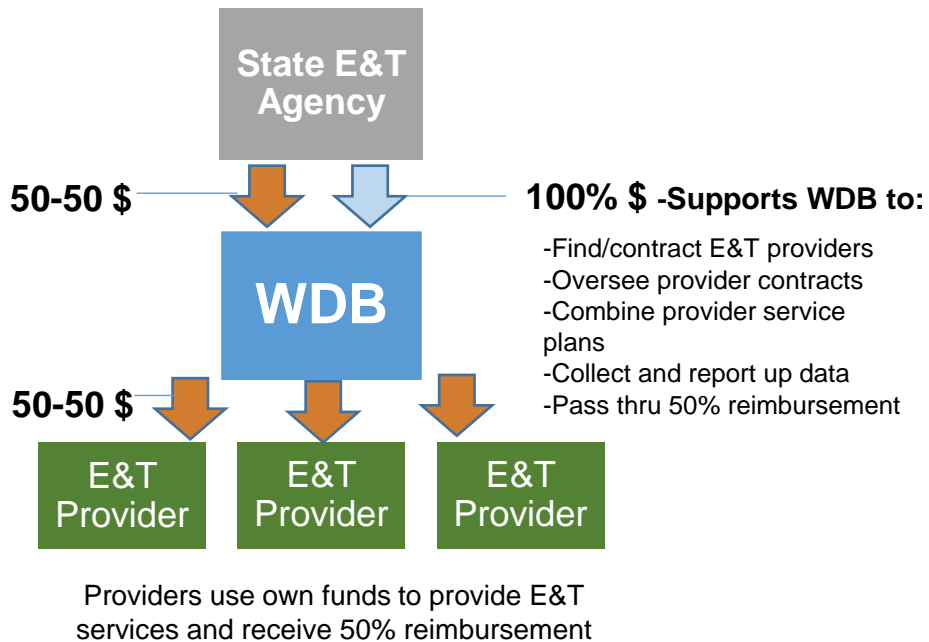 State E&T
Agency
50-50 $
100% $ -Supports WDB to:
-Find/contract E&T providers
-Oversee provider contracts
-Combine provider service
plans
-Collect and report up data
-Pass thru 50% reimbursement
WDB
50-50 $
E&T
Provider
E&T
Provider
E&T
Provider
Providers use own funds to provide E&T
services and receive 50% reimbursement